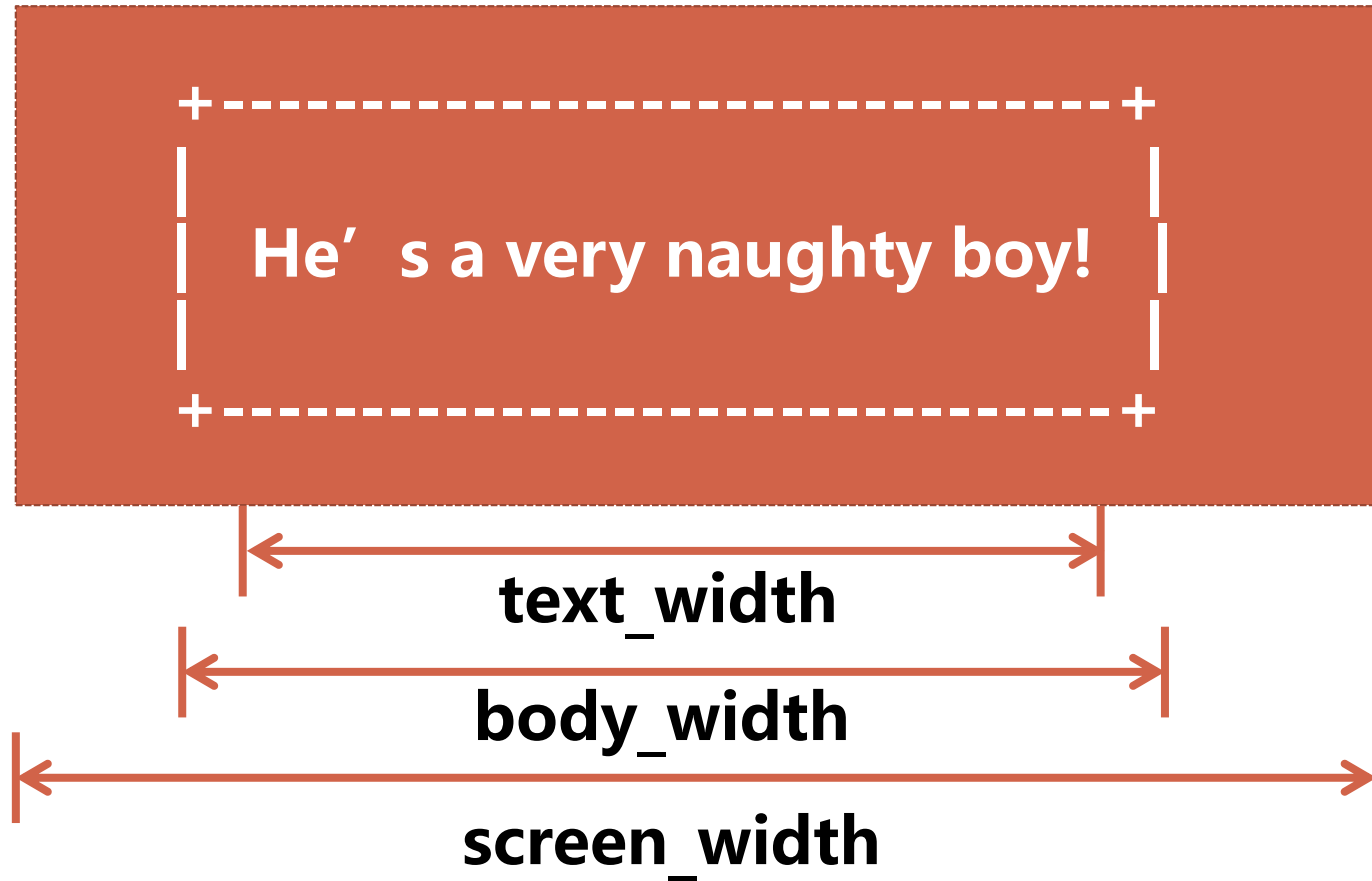 +--------------------------------+
| |
| He′ s a very naughty boy! |
| |
+--------------------------------+
text_width
body_width
screen_width